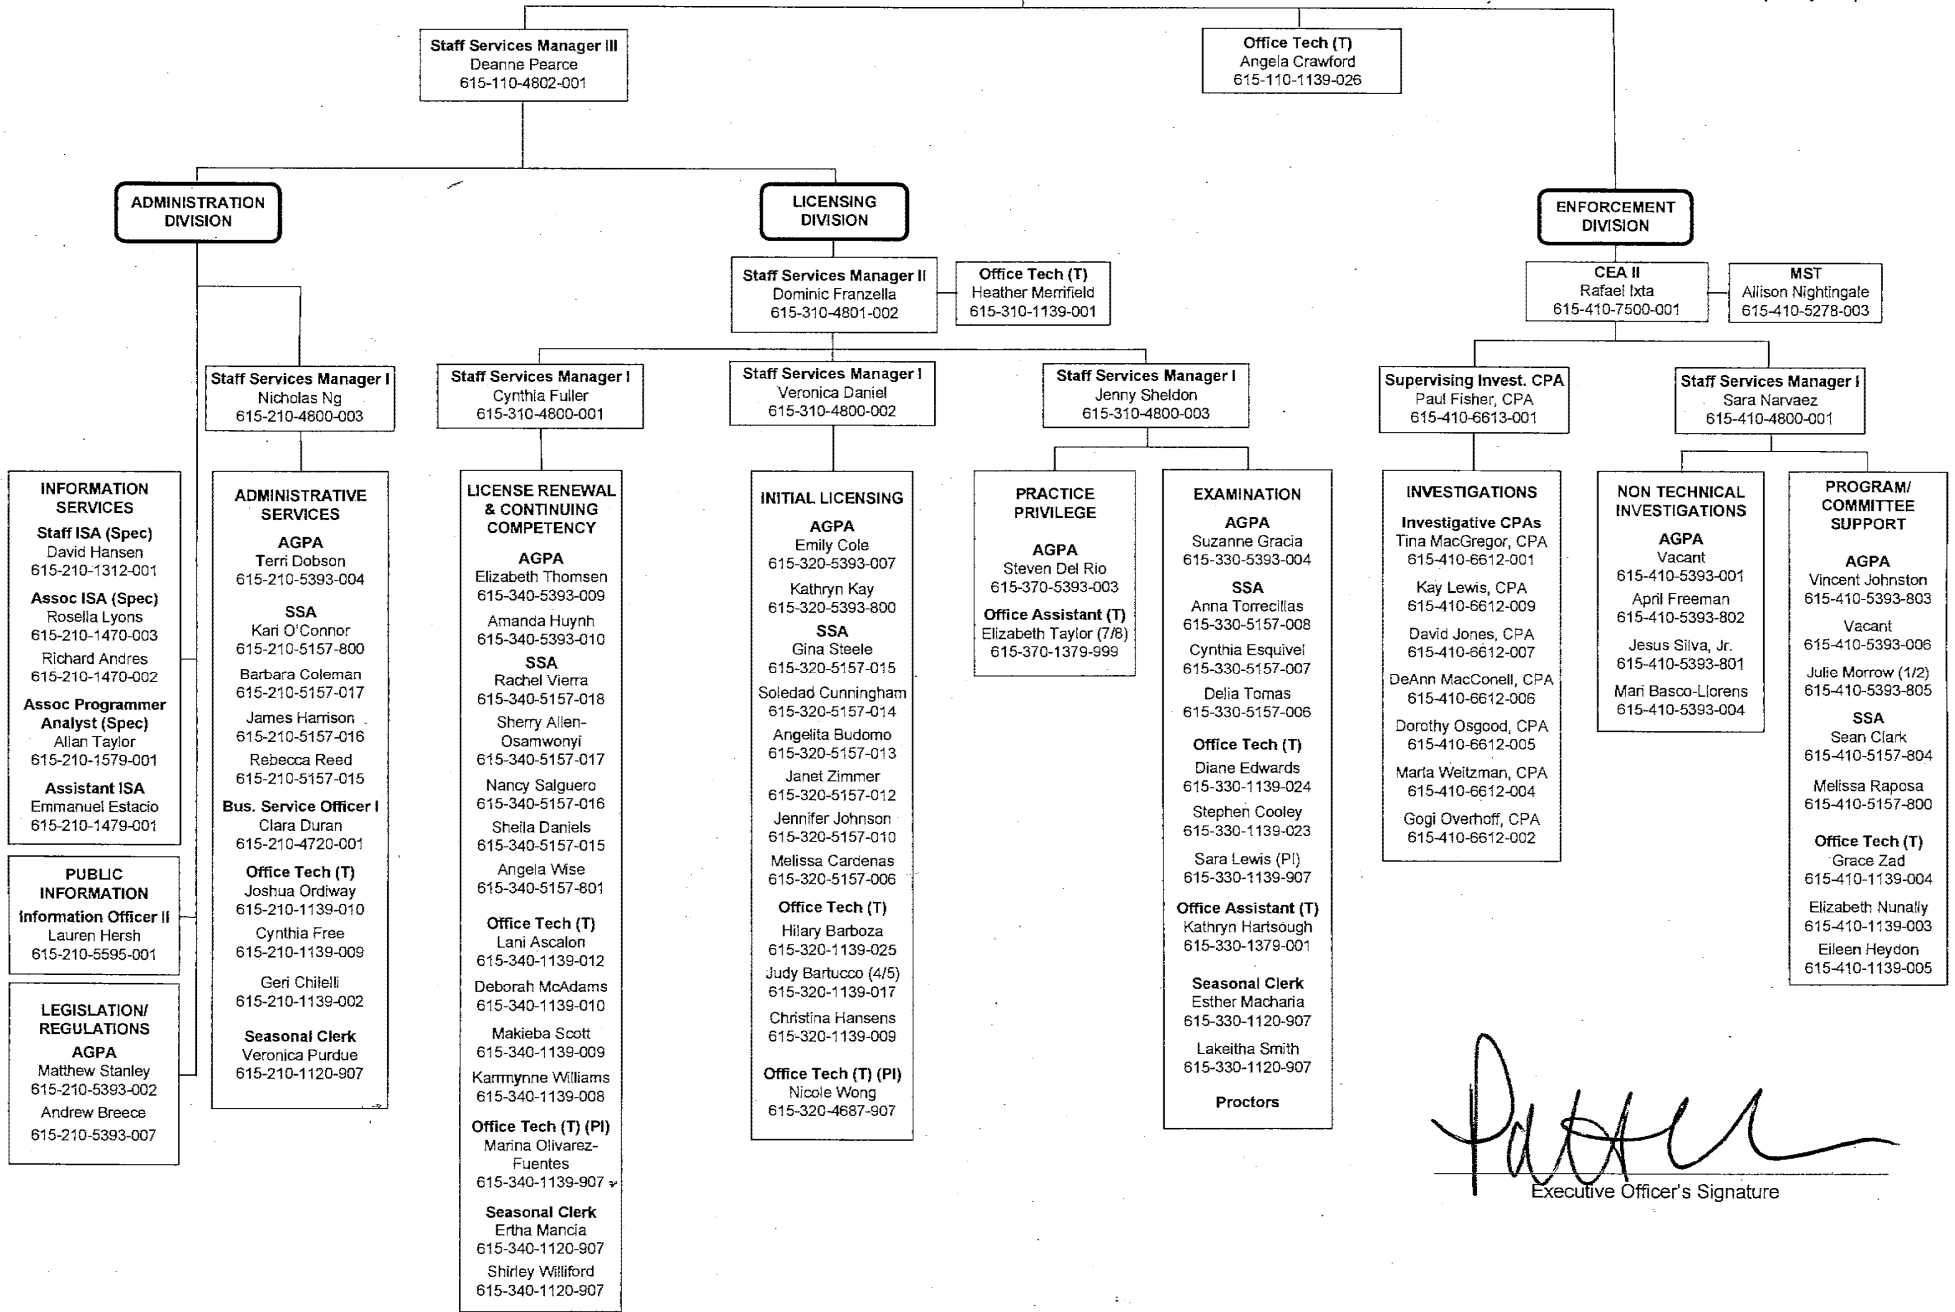 Staff Services Manager III
Deanne Pearce
615-110-4802-001
Office Tech (T)
Angela Crawford
615-110-1139-026
ADMINISTRATION
DIVISION
LICENSING
DIVISION
ENFORCEMENT
DIVISION
Staff Services Manager II
Dominic Franzella
615-310-4801-002
Office Tech (T)
Heather Merrifield
615-310-1139-001
CEA II
Rafael Ixta
615-410-7500-001
MST
Allison Nightingale
615-410-5278-003
Staff Services Manager I
Nicholas Ng
615-210-4800-003
Staff Services Manager I
Cynthia Fuller
615-310-4800-001
Staff Services Manager I
Veronica Daniel
615-310-4800-002
Staff Services Manager I
Jenny Sheldon
615-310-4800-003
Supervising Invest. CPA
Paul Fisher, CPA
615-410-6613-001
Staff Services Manager I
Sara Narvaez
615-410-4800-001
INFORMATION
SERVICES
Staff ISA (Spec)
David Hansen
615-210-1312-001
Assoc ISA (Spec)
Rosella Lyons
615-210-1470-003
Richard Andres
615-210-1470-002
Assoc Programmer
Analyst (Spec)
Allan Taylor
615-210-1579-001
Assistant ISA
Emmanuel Estacio
615-210-1479-001
PUBLIC
INFORMATION
Information Officer II
Lauren Hersh
615-210-5595-001
LEGISLATION/
REGULATIONS
AGPA
Matthew Stanley
615-210-5393-002
Andrew Breece
615-210-5393-007
ADMINISTRATIVE
SERVICES
AGPA
Terri Dobson
615-210-5393-004
SSA
Kari O'Connor
615-210-5157-800
Barbara Coleman
615-210-5157-017
James Harrison
615-210-5157-016
Rebecca Reed
615-210-5157-015
Bus. Service Officer I
Clara Duran
615-210-4720-001
Office Tech (T)
Joshua Ordiway
615-210-1139-010
Cynthia Free
615-210-1139-009
Geri Chilelli
615-210-1139-002
Seasonal Clerk
Veronica Purdue
615-210-1120-907
LICENSE RENEWAL
& CONTINUING
COMPETENCY
AGPA
Elizabeth Thomsen
615-340-5393-009
Amanda Huynh
615-340-5393-010
SSA
Rachel Vierra
615-340-5157-018
Sherry Allen-
Osamwonyi
615-340-5157-017
Nancy Salguero
615-340-5157-016
Sheila Daniels
615-340-5157-015
Angela Wise
615-340-5157-801
Office Tech (T)
Lani Ascalon
615-340-1139-012
Deborah McAdams
615-340-1139-010
Makieba Scott
615-340-1139-009
Karmynne Williams
615-340-1139-008
Office Tech (T) (PI)
Marina Olivarez-
Fuentes
615-340-1139-907
Seasonal Clerk
Ertha Mancia
615-340-1120-907
Shirley Williford
615-340-1120-907
INITIAL LICENSING
AGPA
Emily Cole
615-320-5393-007
Kathryn Kay
615-320-5393-800
SSA
Gina Steele
615-320-5157-015
Soledad Cunningham
615-320-5157-014
Angelita Budomo
615-320-5157-013
Janet Zimmer
615-320-5157-012
Jennifer Johnson
615-320-5157-010
Melissa Cardenas
615-320-5157-006
Office Tech (T)
Hilary Barboza
615-320-1139-025
Judy Bartucco (4/5)
615-320-1139-017
Christina Hansens
615-320-1139-009
Office Tech (T) (PI)
Nicole Wong
615-320-4687-907
PRACTICE
PRIVILEGE
AGPA
Steven Del Rio
615-370-5393-003
Office Assistant (T)
Elizabeth Taylor (7/8)
615-370-1379-999
EXAMINATION
AGPA
Suzanne Gracia
615-330-5393-004
SSA
Anna Torrecillas
615-330-5157-008
Cynthia Esquivel
615-330-5157-007
Delia Tomas
615-330-5157-006
Office Tech (T)
Diane Edwards
615-330-1139-024
Stephen Cooley
615-330-1139-023
Sara Lewis (PI)
615-330-1139-907
Office Assistant (T)
Kathryn Hartsough
615-330-1379-001
Seasonal Clerk
Esther Macharia
615-330-1120-907
Lakeitha Smith
615-330-1120-907
Proctors
INVESTIGATIONS
Investigative CPAs
Tina MacGregor, CPA
615-410-6612-001
Kay Lewis, CPA
615-410-6612-009
David Jones, CPA
615-410-6612-007
DeAnn MacConell, CPA
615-410-6612-006
Dorothy Osgood, CPA
615-410-6612-005
Marla Weitzman, CPA
615-410-6612-004
Gogi Overhoff, CPA
615-410-6612-002
NON TECHNICAL
INVESTIGATIONS
AGPA
Vacant
615-410-5393-001
April Freeman
615-410-5393-802
Jesus Silva, Jr.
615-410-5393-801
Mari Basco-Llorens
615-410-5393-004
PROGRAM/
COMMITTEE
SUPPORT
AGPA
Vincent Johnston
615-410-5393-803
Vacant
615-410-5393-006
Julie Morrow (1/2)
615-410-5393-805
SSA
Sean Clark
615-410-5157-804
Melissa Raposa
615-410-5157-800
Office Tech (T)
Grace Zad
615-410-1139-004
Elizabeth Nunally
615-410-1139-003
Eileen Heydon
615-410-1139-005
Executive Officer's Signature